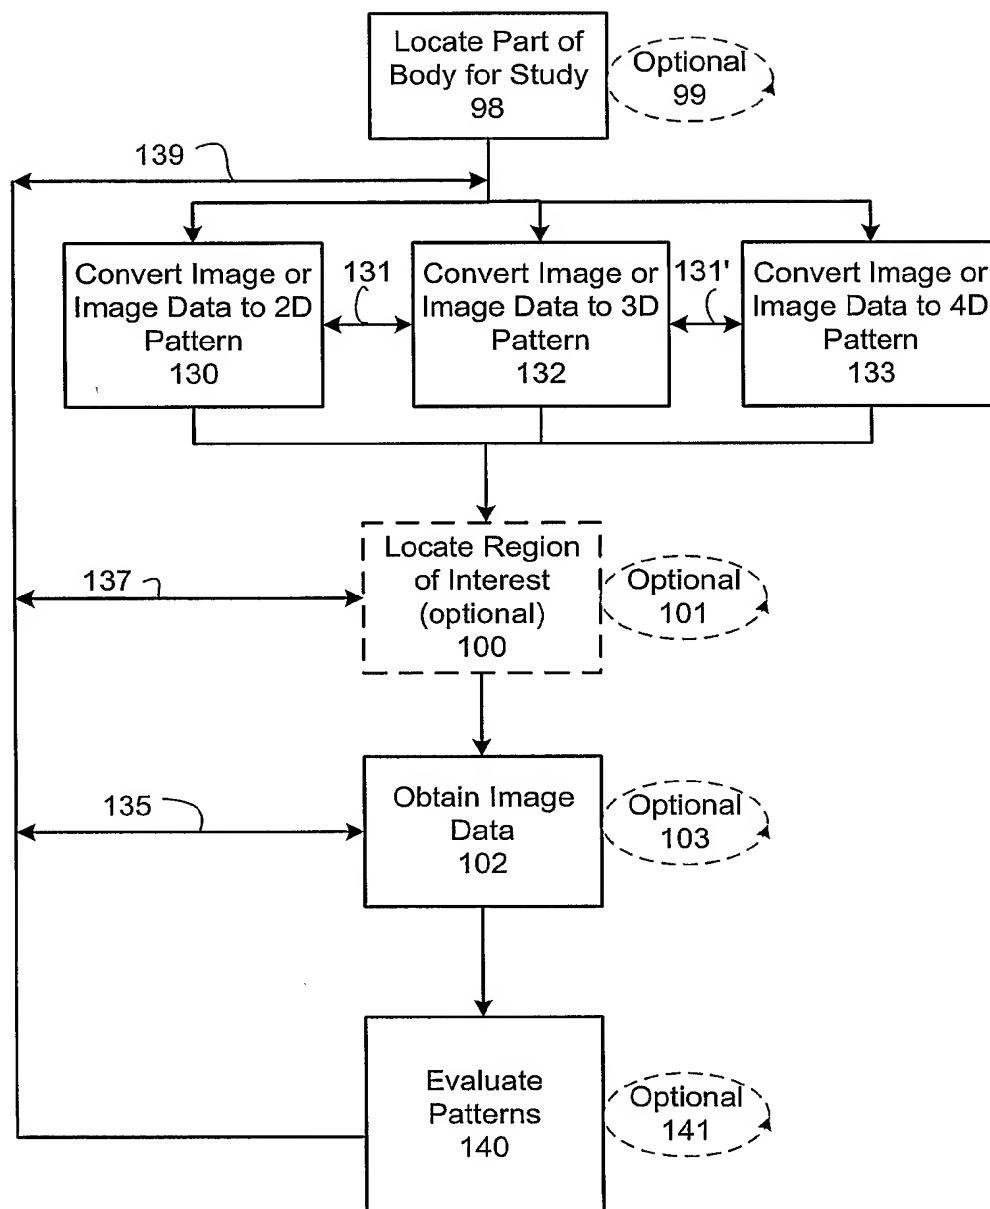 Locate Part of
Body for Study
98
Optional
99
139
Convert Image or
Image Data to 2D
Pattern
130
131
Convert Image or
Image Data to 3D
Pattern
132
131'
Convert Image or
Image Data to 4D
Pattern
133
Locate Region
of Interest
(optional)
100
Optional
101
137
Obtain Image
Data
102
Optional
103
135
Evaluate
Patterns
140
Optional
141